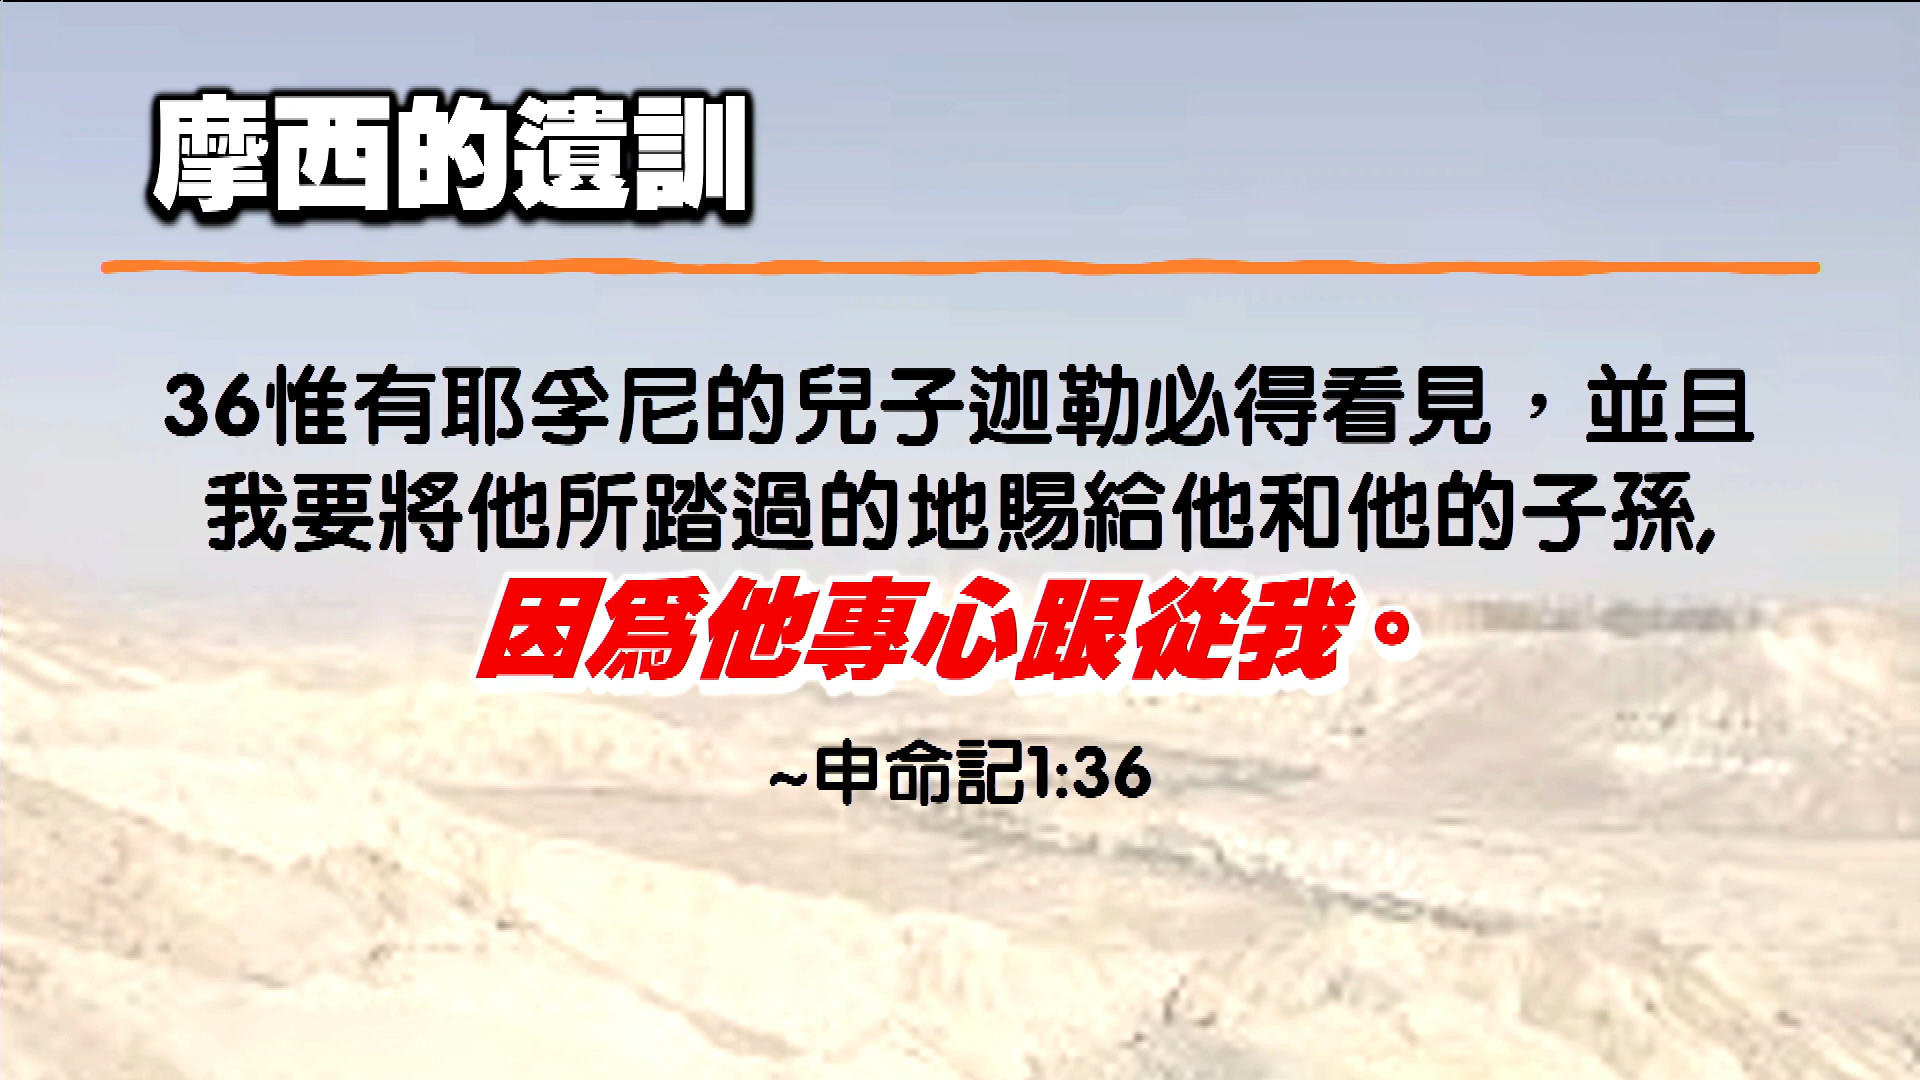 摩西的遺訓
36惟有耶孚尼的兒子迦勒必得看見，並且
我要將他所踏過的地賜給他和他的子孫,
因為他專心跟從我。
~申命記1:36